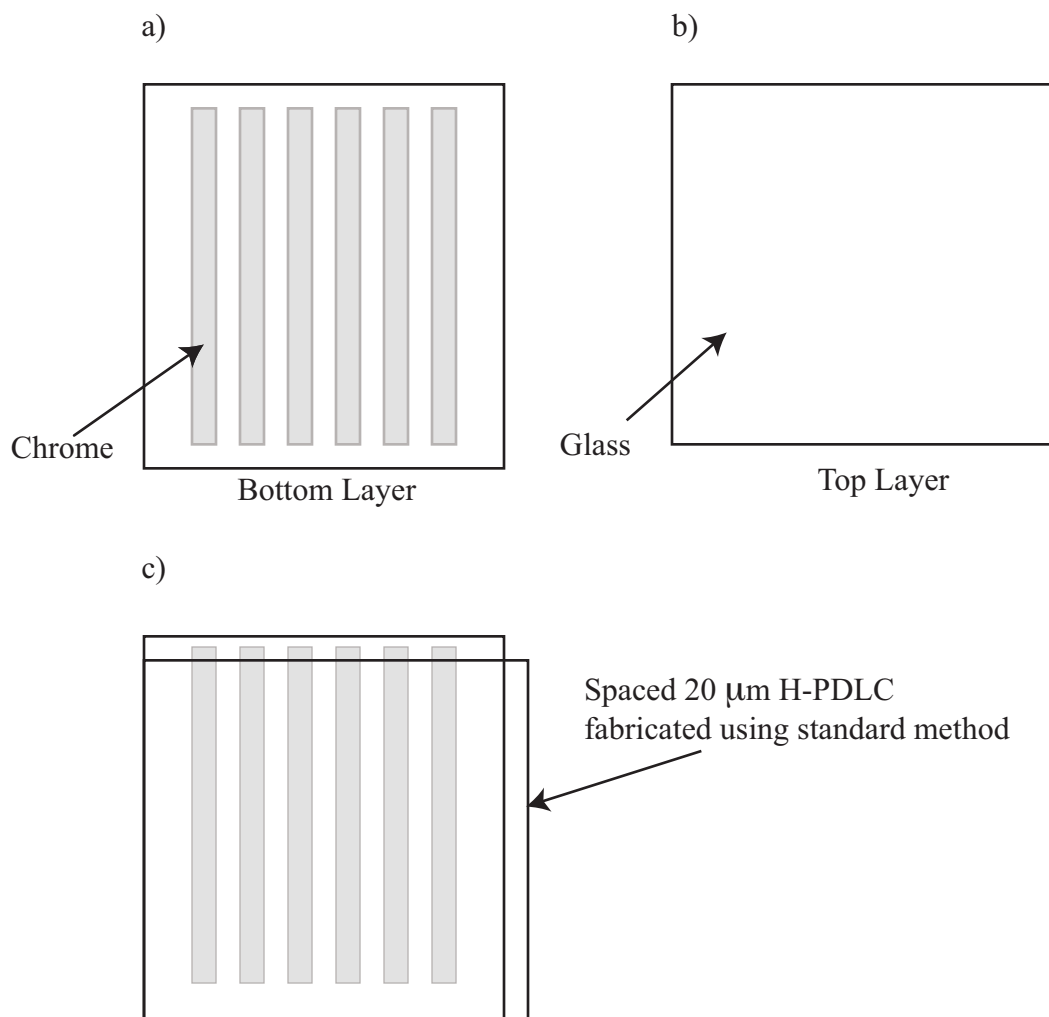 a)
b)
Chrome
Glass
Bottom Layer
Top Layer
c)
Spaced 20 μm H-PDLC
fabricated using standard method